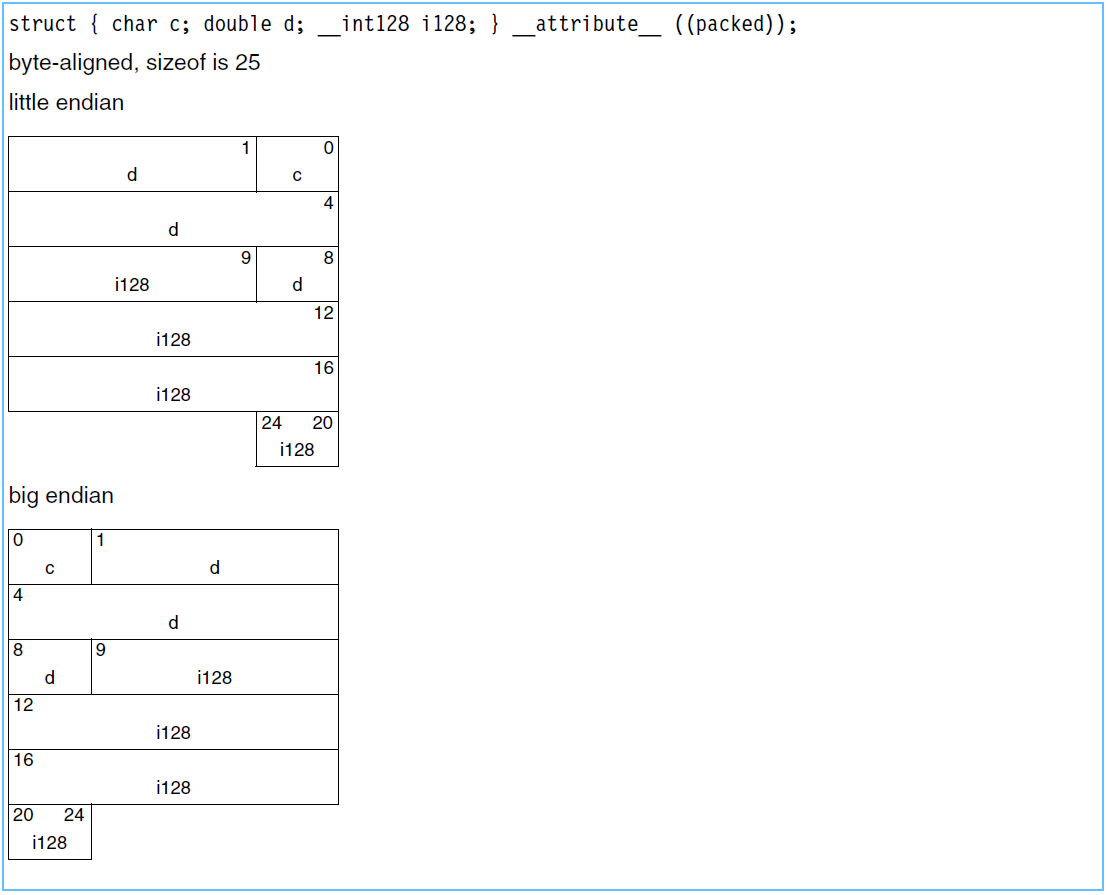 struct { char c; double d; __int128 i128; } __attribute__ ((packed));
byte-aligned, sizeof is 25
little endian
1 0
d c
4
d
9 8
i128 d
12
i128
16
i128
24 20
i128
big endian
0 1
c d
4
d
8 9
d i128
12
i128
16
i128
20 24
i128